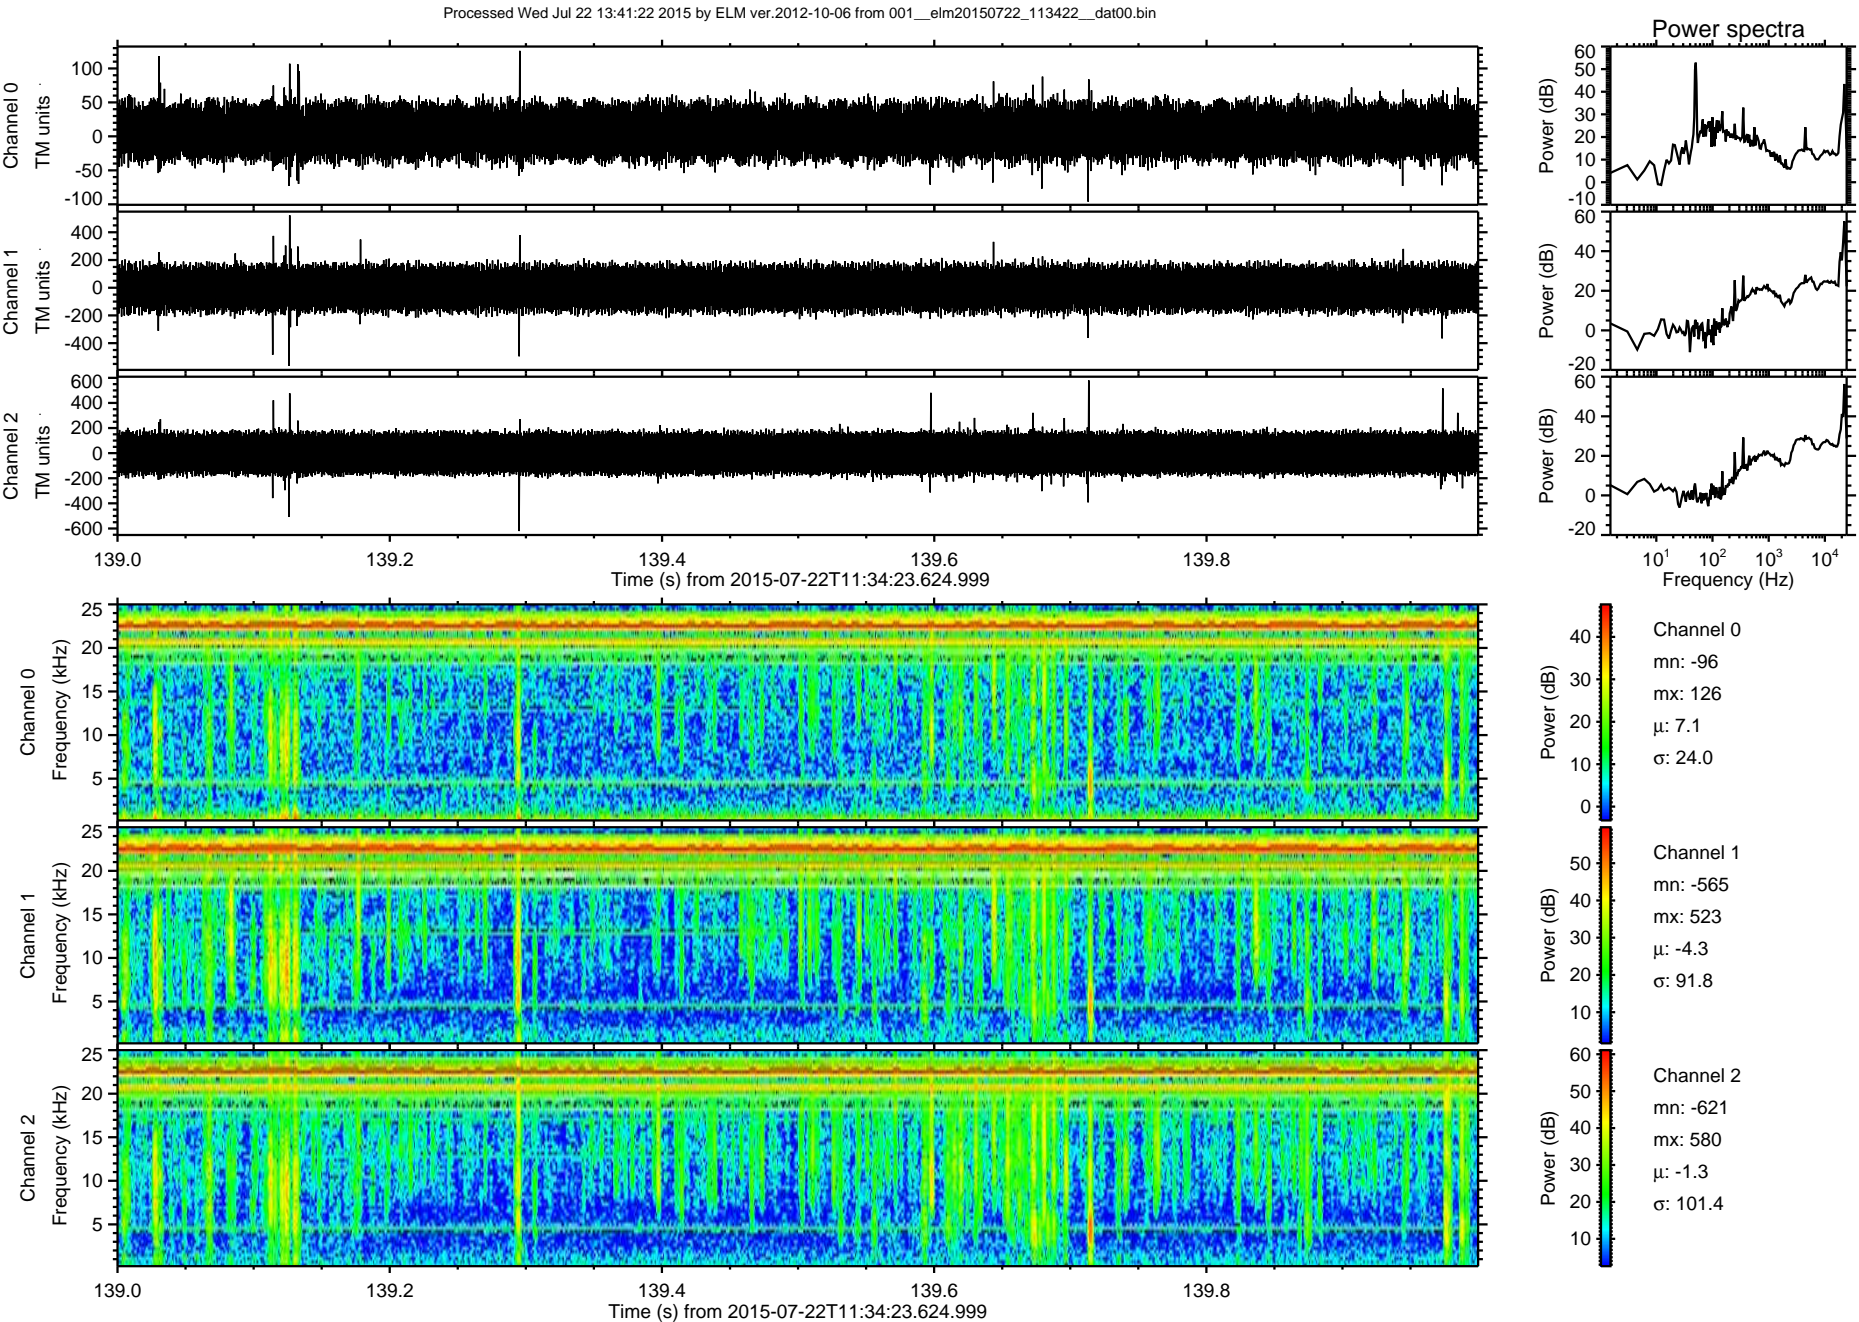 Processed Wed Jul 22 13:41:22 2015 by ELM ver.2012-10-06 from 001__elm20150722_113422__dat00.bin
Power spectra
Channel 0
TM units
100
50
0
-50
-100
Power (dB)
60
50
40
30
20
10
0
-10
Channel 1
TM units
400
200
0
-200
-400
Power (dB)
60
40
20
0
-20
Channel 2
TM units
600
400
200
0
-200
-400
-600
Power (dB)
60
40
20
0
-20
139.0 139.2 139.4 139.6 139.8
Time (s) from 2015-07-22T11:34:23.624.999
10¹ 10² 10³ 10⁴
Frequency (Hz)
Channel 0
Frequency (kHz)
25
20
15
10
5
Power (dB)
40
30
20
10
0
Channel 0
mn: -96
mx: 126
μ: 7.1
σ: 24.0
Channel 1
Frequency (kHz)
25
20
15
10
5
Power (dB)
50
40
30
20
10
Channel 1
mn: -565
mx: 523
μ: -4.3
σ: 91.8
Channel 2
Frequency (kHz)
25
20
15
10
5
Power (dB)
60
50
40
30
20
10
Channel 2
mn: -621
mx: 580
μ: -1.3
σ: 101.4
139.0 139.2 139.4 139.6 139.8
Time (s) from 2015-07-22T11:34:23.624.999